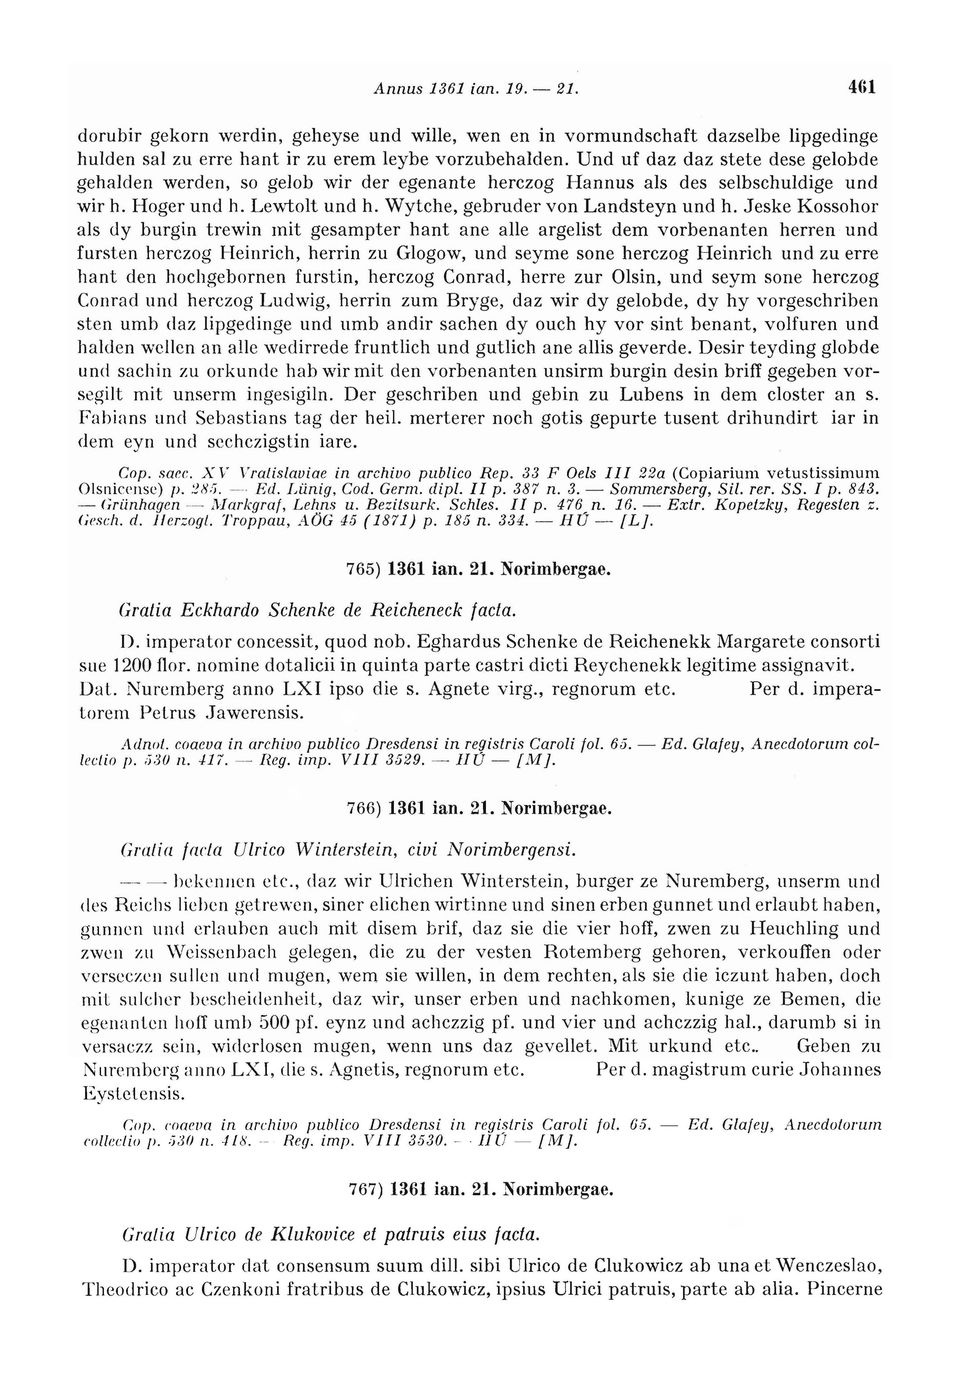 Annus 1361 ian. 19. — 21. 461
dorubir gekorn werdin, geheyse und wille, wen en in vormundschaft dazselbe lipgedinge
hulden sal zu erre hant ir zu erem leybe vorzubehalden. Und uf daz daz stete dese gelobde
gehalden werden, so gelob wir der egenante herczog Hannus als des selbschuldige und
wir h. Hoger und h. Lewtolt und h. Wytche, gebruder von Landsteyn und h. Jeske Kossohor
als dy burgin trewin mit gesampter hant ane alle argelist dem vorbenanten herren und
fursten herczog Heinrich, herrin zu Glogow, und seyme sone herczog Heinrich und zu erre
hant den hochgebornen furstin, herczog Conrad, herre zur Olsin, und seym sone herczog
Conrad und herczog Ludwig, herrin zum Bryge, daz wir dy gelobde, dy hy vorgeschriben
sten umb daz lipgedinge und umb andir sachen dy ouch hy vor sint benant, volfuren und
halden wellen an alle wedirrede fruntlich und gutlich ane allis geverde. Desir teyding globde
und sachin zu orkunde hab wir mit den vorbenanten unsirm burgin desin briff gegeben vor-
segilt mit unserm ingesigiln. Der geschriben und gebin zu Lubens in dem closter an s.
Fabians und Sebastians tag der heil. merterer noch gotis gepurte tusent drihundirt iar in
dem eyn und sechczigstin iare.
Cop. saec. XV Vratislaviae in archivo publico Rep. 33 F Oels III 22a (Copiarium vetustissimum
Olsnicense) p. 285. — Ed. Lünig, Cod. Germ. dipl. II p. 387 n. 3. — Sommersberg, Sil. rer. SS. I p. 843.
— Grünhagen — Markgraf, Lehns u. Bezitsurk. Schles. II p. 476 n. 16. — Extr. Kopetzky, Regesten z.
Gesch. d. Herzogt. Troppau, AÖG 45 (1871) p. 185 n. 334. — HÚ — [L].
765) 1361 ian. 21. Norimbergae.
Gratia Eckhardo Schenke de Reicheneck facta.
D. imperator concessit, quod nob. Eghardus Schenke de Reichenekk Margarete consorti
sue 1200 flor. nomine dotalicii in quinta parte castri dicti Reychenekk legitime assignavit.
Dat. Nuremberg anno LXI ipso die s. Agnete virg., regnorum etc. Per d. impera-
torem Petrus Jawerensis.
Adnot. coaeva in archivo publico Dresdensi in registris Caroli fol. 65. — Ed. Glafey, Anecdotorum col-
lectio p. 530 n. 417. — Reg. imp. VIII 3529. — HÚ — [M].
766) 1361 ian. 21. Norimbergae.
Gratia facta Ulrico Winterstein, civi Norimbergensi.
— — bekennen etc., daz wir Ulrichen Winterstein, burger ze Nuremberg, unserm und
des Reichs lieben getrewen, siner elichen wirtinne und sinen erben gunnet und erlaubt haben,
gunnen und erlauben auch mit disem brif, daz sie die vier hoff, zwen zu Heuchling und
zwen zu Weissenbach gelegen, die zu der vesten Rotemberg gehoren, verkouffen oder
verseczen sullen und mugen, wem sie willen, in dem rechten, als sie die iczunt haben, doch
mit sulcher bescheidenheit, daz wir, unser erben und nachkomen, kunige ze Bemen, die
egenanten hoff umb 500 pf. eynz und achczzig pf. und vier und achczzig hal., darumb si in
versaczz sein, widerlosen mugen, wenn uns daz gevellet. Mit urkund etc.. Geben zu
Nuremberg anno LXI, die s. Agnetis, regnorum etc. Per d. magistrum curie Johannes
Eystetensis.
Cop. coaeva in archivo publico Dresdensi in registris Caroli fol. 65. — Ed. Glafey, Anecdotorum
collectio p. 530 n. 418. — Reg. imp. VIII 3530. — HÚ — [M].
767) 1361 ian. 21. Norimbergae.
Gratia Ulrico de Klukovice et patruis eius facta.
D. imperator dat consensum suum dill. sibi Ulrico de Clukowicz ab una et Wenczeslao,
Theodrico ac Czenkoni fratribus de Clukowicz, ipsius Ulrici patruis, parte ab alia. Pincerne